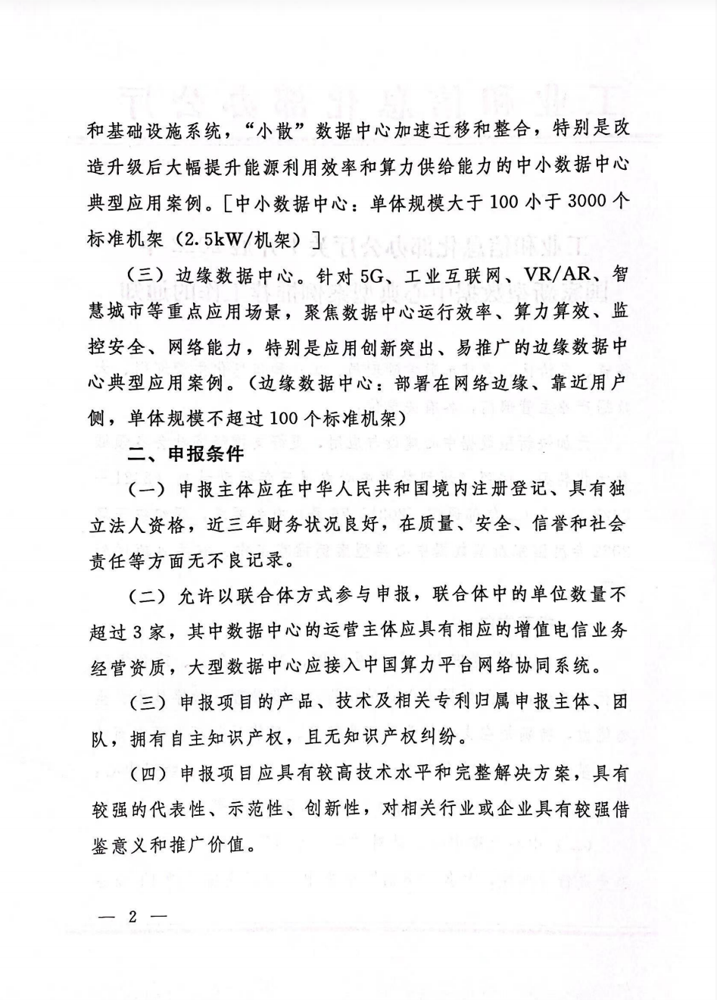 和基础设施系统，“小散”数据中心加速迁移和整合，特别是改
造升级后大幅提升能源利用效率和算力供给能力的中小数据中心
典型应用案例。[中小数据中心：单体规模大于 100 小于 3000 个
标准机架（2.5kW/机架）]
（三）边缘数据中心。针对 5G、工业互联网、VR/AR、智
慧城市等重点应用场景，聚焦数据中心运行效率、算力算效、监
控安全、网络能力，特别是应用创新突出、易推广的边缘数据中
心典型应用案例。（边缘数据中心：部署在网络边缘、靠近用户
侧，单体规模不超过 100 个标准机架）
二、申报条件
（一）申报主体应在中华人民共和国境内注册登记、具有独
立法人资格，近三年财务状况良好，在质量、安全、信誉和社会
责任等方面无不良记录。
（二）允许以联合体方式参与申报，联合体中的单位数量不
超过 3 家，其中数据中心的运营主体应具有相应的增值电信业务
经营资质，大型数据中心应接入中国算力平台网络协同系统。
（三）申报项目的产品、技术及相关专利归属申报主体、团
队，拥有自主知识产权，且无知识产权纠纷。
（四）申报项目应具有较高技术水平和完整解决方案，具有
较强的代表性、示范性、创新性，对相关行业或企业具有较强借
鉴意义和推广价值。
— 2 —